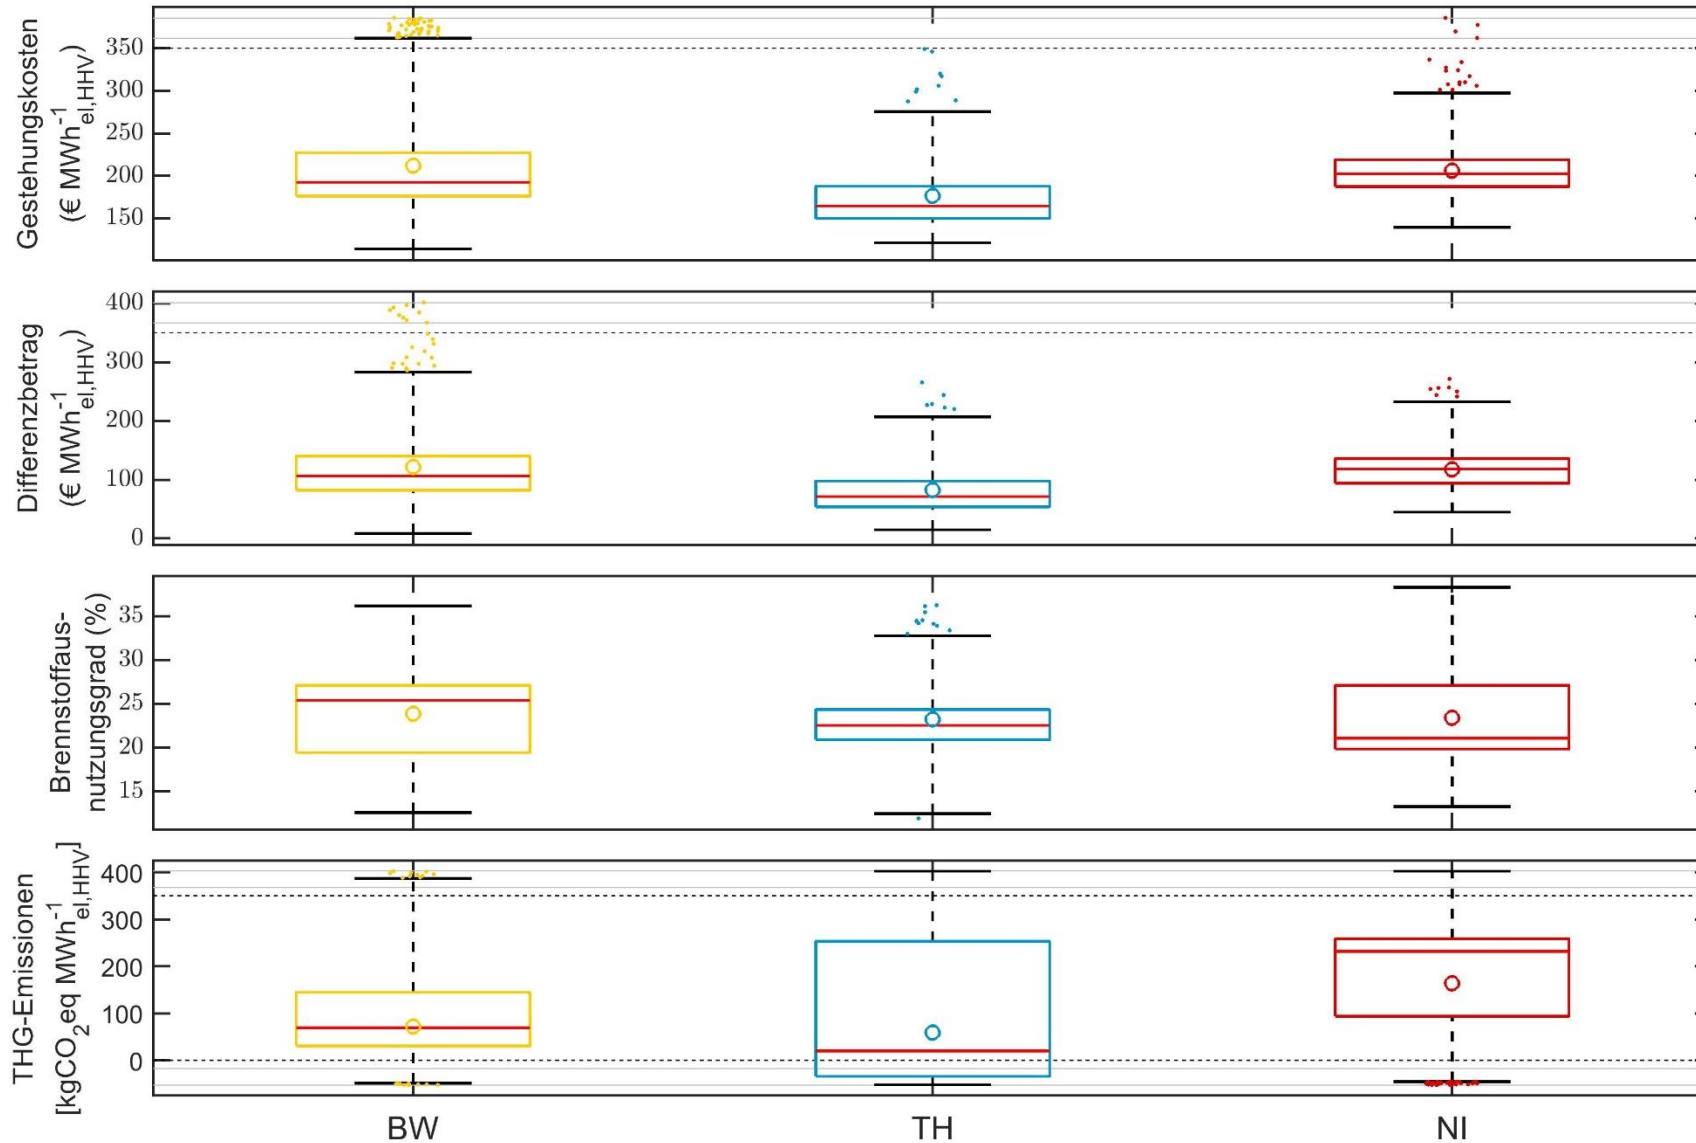 Gestehungskosten
(€ MWh-1el,HHV)
350
300
250
200
150
Differenzbetrag
(€ MWh-1el,HHV)
400
300
200
100
0
Brennstoffaus-
nutzungsgrad (%)
35
30
25
20
15
THG-Emissionen
[kgCO2eq MWh-1el,HHV]
400
300
200
100
0
BW TH NI